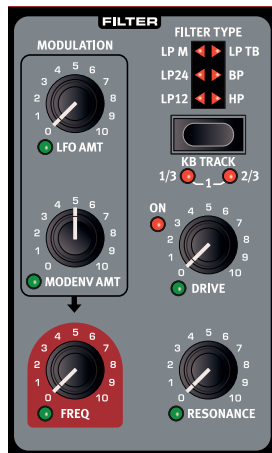 FILTER
MODULATION
FILTER TYPE
LP M LP TB
LP24 BP
LP12 HP
0 1 2 3 4 5 6 7 8 9 10
LFO AMT
KB TRACK
1/3 1 2/3
0 1 2 3 4 5 6 7 8 9 10
MODENV AMT
ON
0 1 2 3 4 5 6 7 8 9 10
DRIVE
0 1 2 3 4 5 6 7 8 9 10
FREQ
0 1 2 3 4 5 6 7 8 9 10
RESONANCE